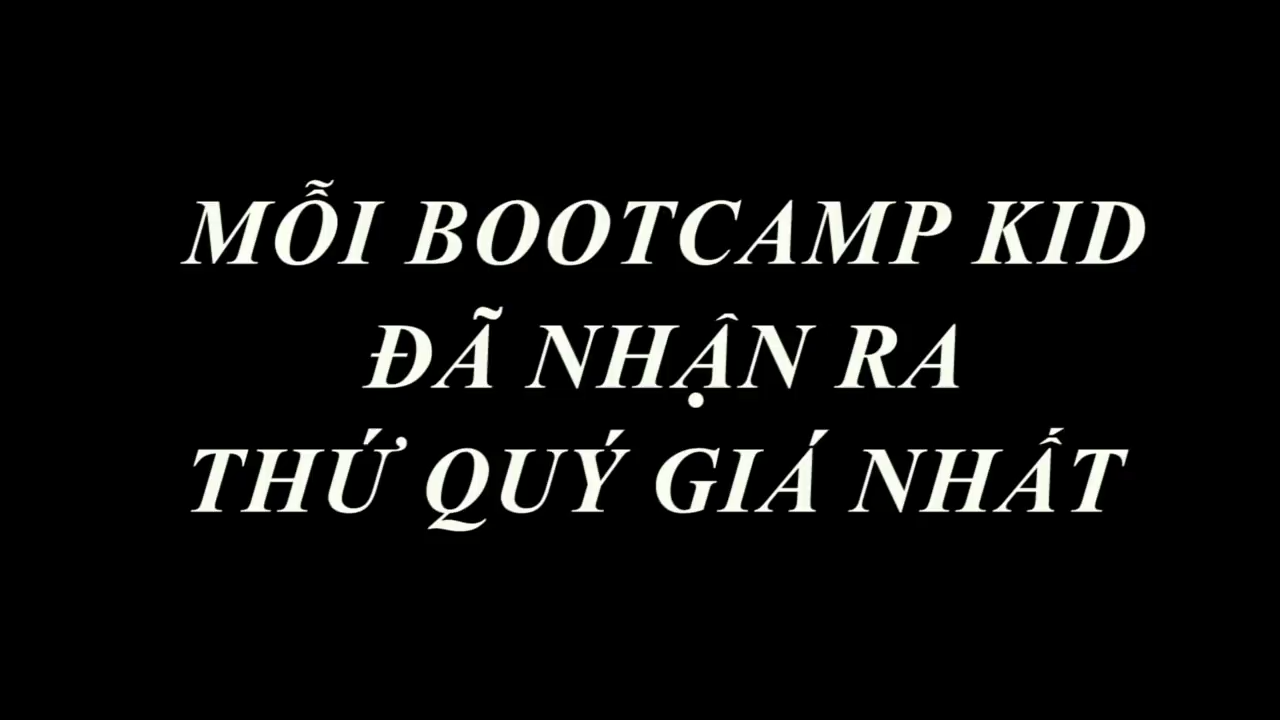 MỖI BOOTCAMP KID
ĐÃ NHẬN RA
THỨ QUÝ GIÁ NHẤT